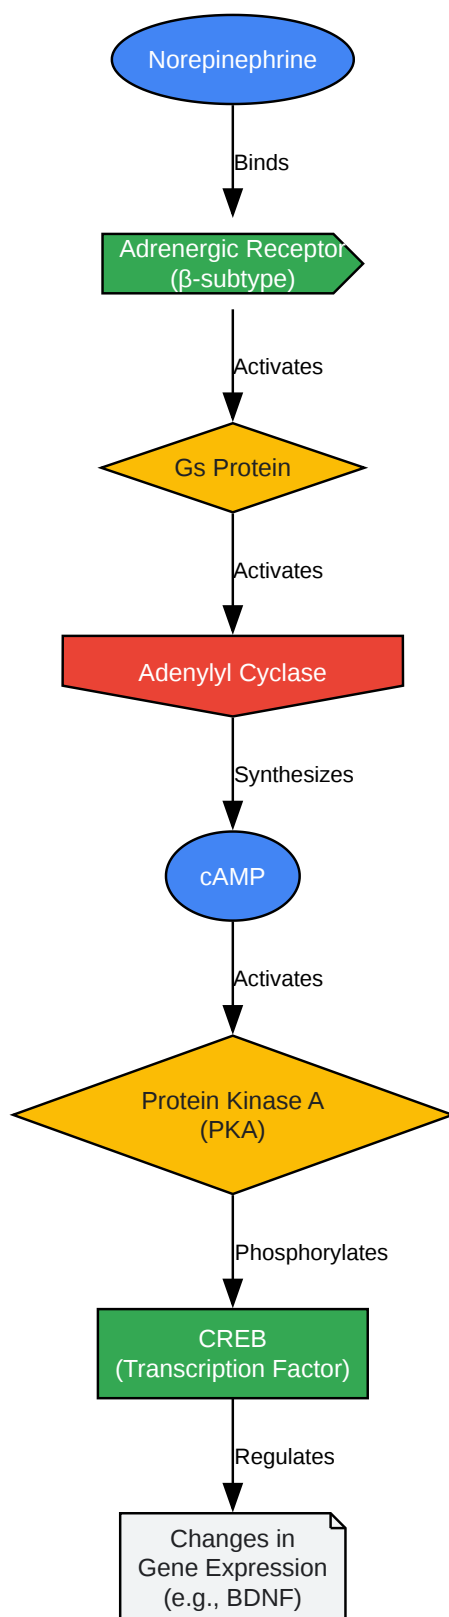 Norepinephrine
Binds
Adrenergic Receptor
(β-subtype)
Activates
Gs Protein
Activates
Adenylyl Cyclase
Synthesizes
cAMP
Activates
Protein Kinase A
(PKA)
Phosphorylates
CREB
(Transcription Factor)
Regulates
Changes in
Gene Expression
(e.g., BDNF)